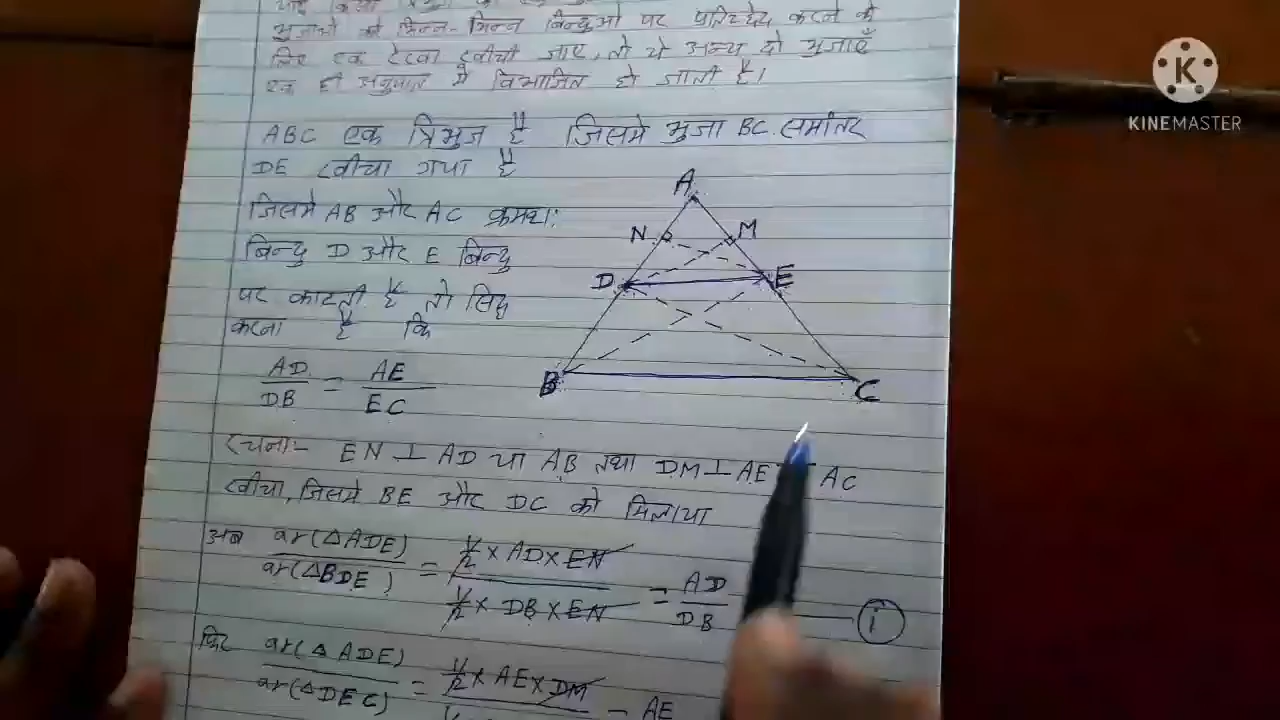 भुजाओं को भिन्न-भिन्न बिन्दुओ पर परिच्छेद करने के
लिए एक रेखा खींची जाए, तो ये अन्य दो भुजाएँ
एक ही अनुपात मे विभाजित हो जाती है।
ABC एक त्रिभुज है जिसमे भुजा BC समांतर
DE खींचा गया है
जिसमे AB और AC क्रमश:
बिन्दु D और E बिन्दु
पर काटती है तो सिद्ध
करना है कि
AD/DB = AE/EC
A
N
M
D
E
B
C
रचना:- EN ⊥ AD या AB तथा DM ⊥ AE AC
खींचा, जिसमे BE और DC को मिलाया
अब ar(△ADE)/ar(△BDE) = 1/2 × AD × EN / 1/2 × DB × EN = AD/DB (i)
फिर ar(△ADE)/ar(△DEC) = 1/2 × AE × DM = AE
K
KINEMASTER